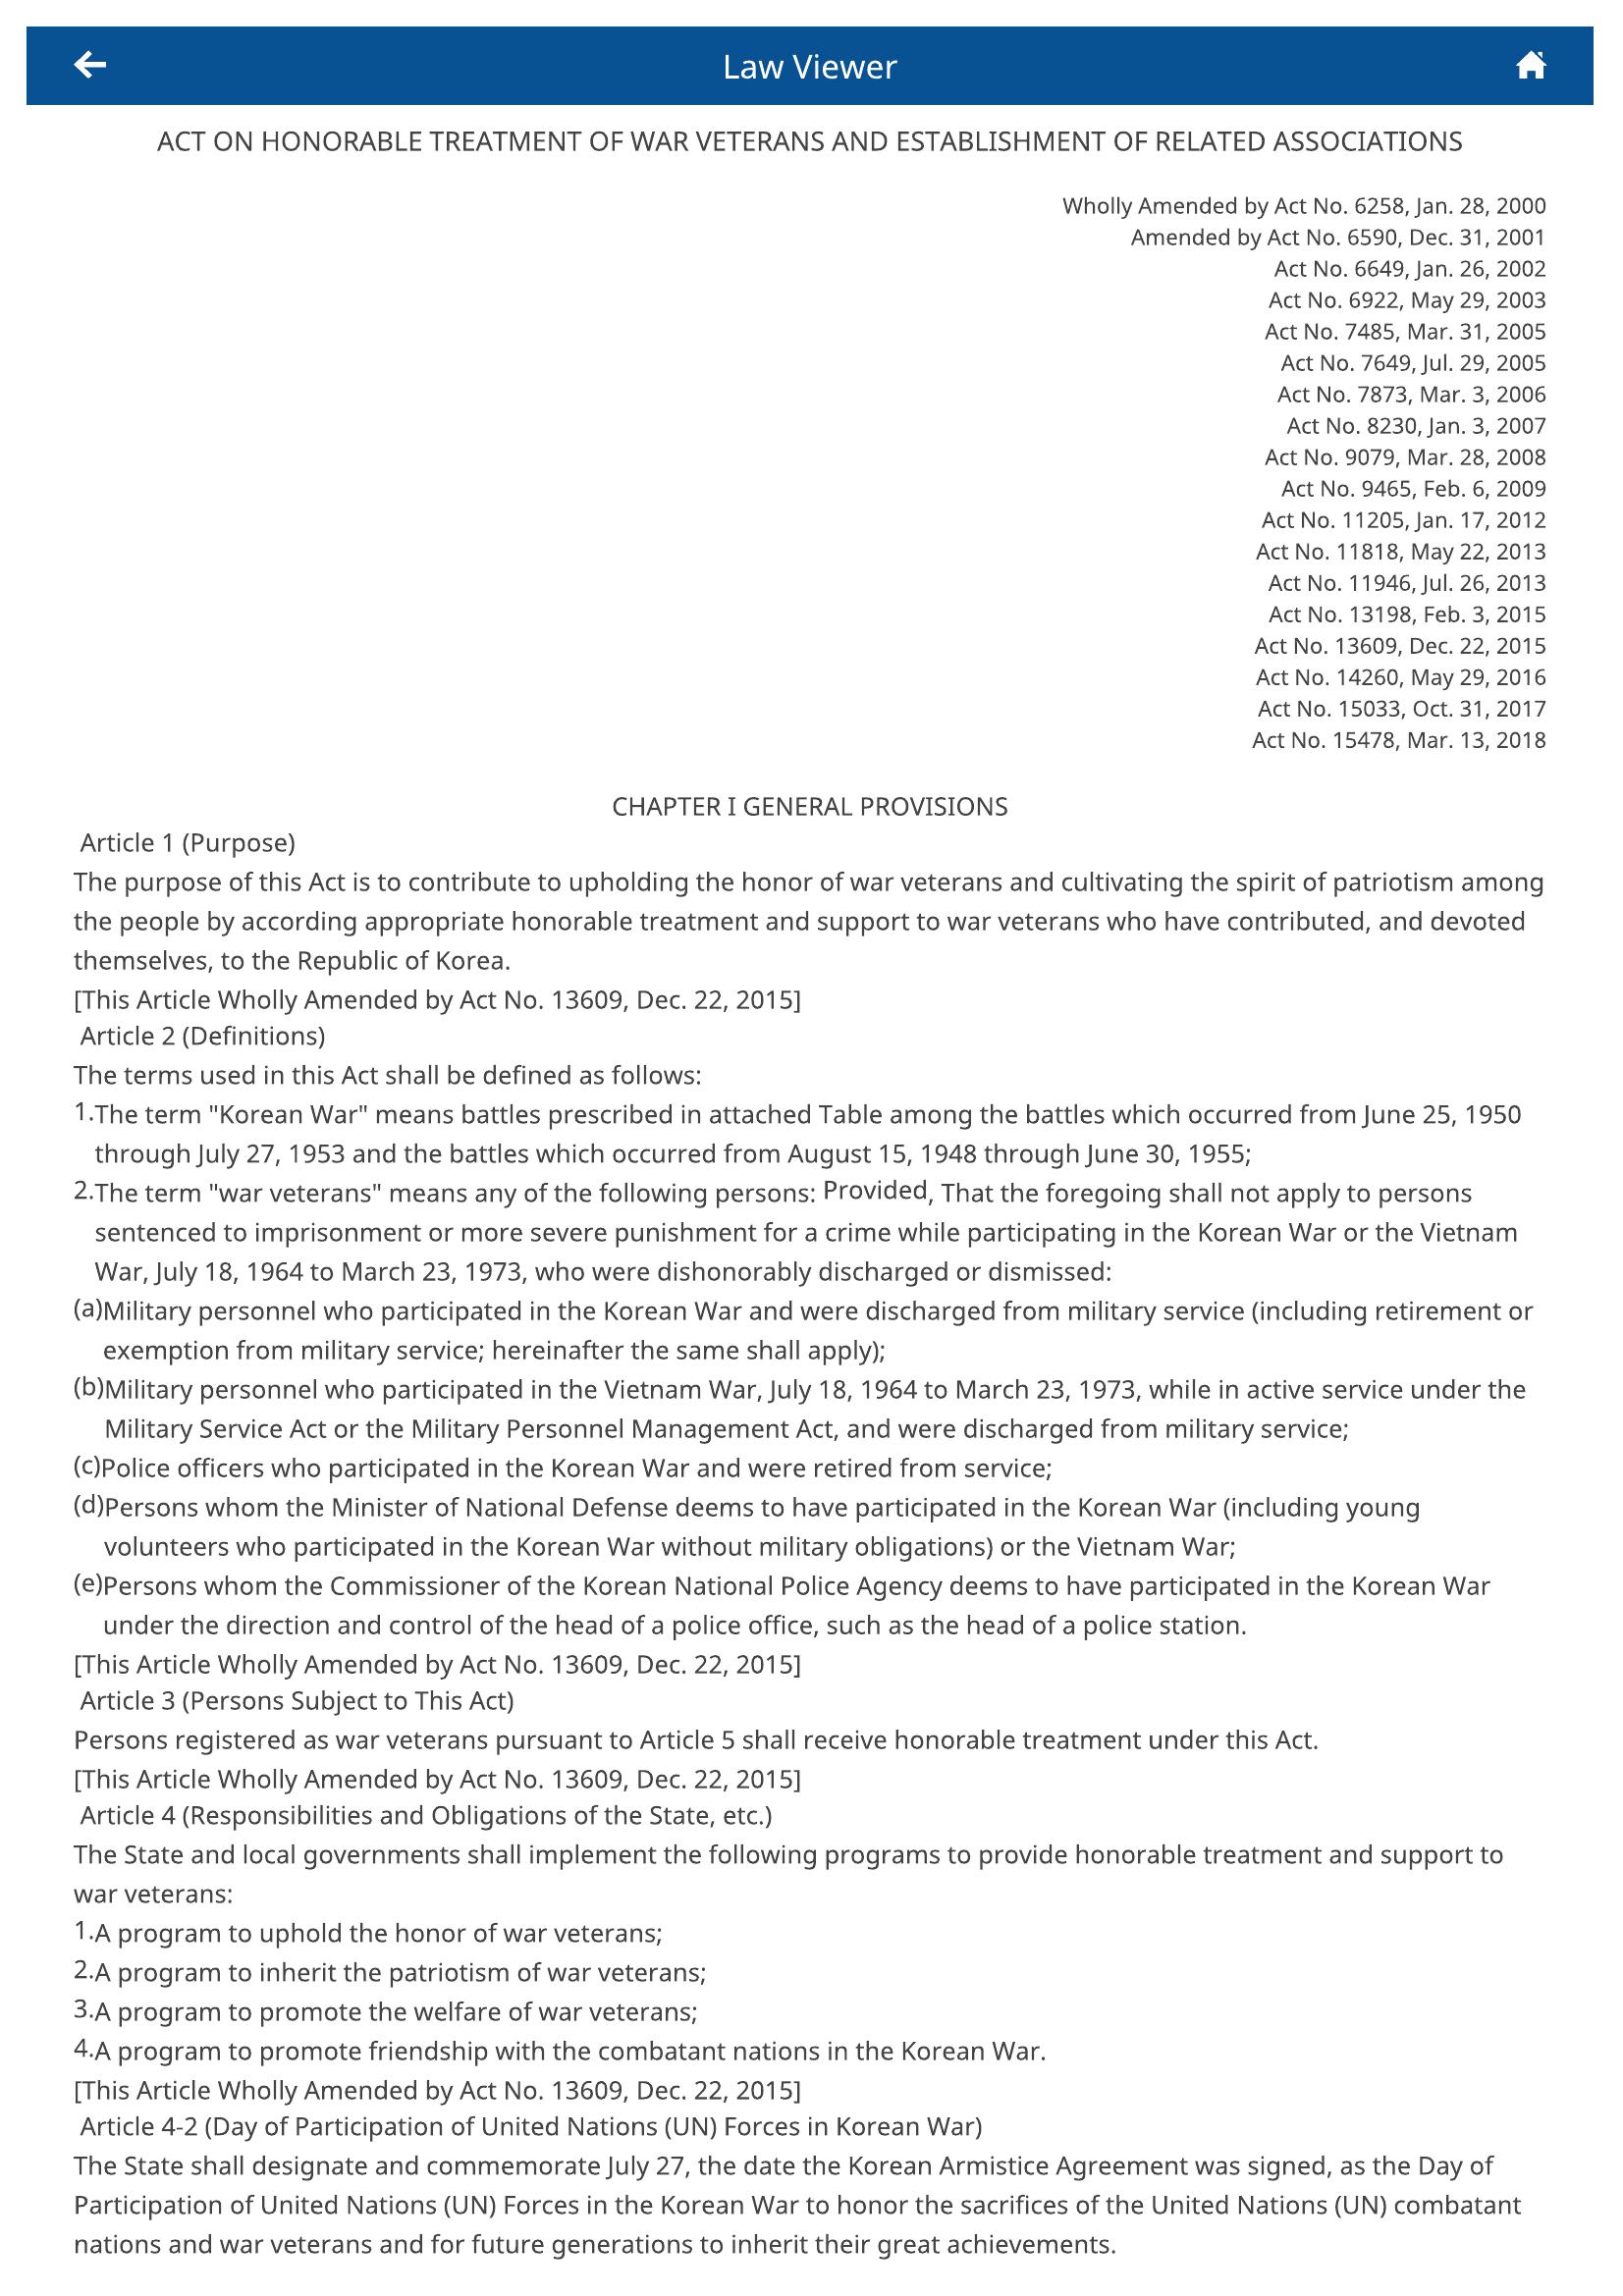 Law Viewer
ACT ON HONORABLE TREATMENT OF WAR VETERANS AND ESTABLISHMENT OF RELATED ASSOCIATIONS
Wholly Amended by Act No. 6258, Jan. 28, 2000
Amended by Act No. 6590, Dec. 31, 2001
Act No. 6649, Jan. 26, 2002
Act No. 6922, May 29, 2003
Act No. 7485, Mar. 31, 2005
Act No. 7649, Jul. 29, 2005
Act No. 7873, Mar. 3, 2006
Act No. 8230, Jan. 3, 2007
Act No. 9079, Mar. 28, 2008
Act No. 9465, Feb. 6, 2009
Act No. 11205, Jan. 17, 2012
Act No. 11818, May 22, 2013
Act No. 11946, Jul. 26, 2013
Act No. 13198, Feb. 3, 2015
Act No. 13609, Dec. 22, 2015
Act No. 14260, May 29, 2016
Act No. 15033, Oct. 31, 2017
Act No. 15478, Mar. 13, 2018
CHAPTER I GENERAL PROVISIONS
Article 1 (Purpose)
The purpose of this Act is to contribute to upholding the honor of war veterans and cultivating the spirit of patriotism among
the people by according appropriate honorable treatment and support to war veterans who have contributed, and devoted
themselves, to the Republic of Korea.
[This Article Wholly Amended by Act No. 13609, Dec. 22, 2015]
Article 2 (Definitions)
The terms used in this Act shall be defined as follows:
1.The term "Korean War" means battles prescribed in attached Table among the battles which occurred from June 25, 1950
through July 27, 1953 and the battles which occurred from August 15, 1948 through June 30, 1955;
2.The term "war veterans" means any of the following persons: Provided, That the foregoing shall not apply to persons
sentenced to imprisonment or more severe punishment for a crime while participating in the Korean War or the Vietnam
War, July 18, 1964 to March 23, 1973, who were dishonorably discharged or dismissed:
(a)Military personnel who participated in the Korean War and were discharged from military service (including retirement or
exemption from military service; hereinafter the same shall apply);
(b)Military personnel who participated in the Vietnam War, July 18, 1964 to March 23, 1973, while in active service under the
Military Service Act or the Military Personnel Management Act, and were discharged from military service;
(c)Police officers who participated in the Korean War and were retired from service;
(d)Persons whom the Minister of National Defense deems to have participated in the Korean War (including young
volunteers who participated in the Korean War without military obligations) or the Vietnam War;
(e)Persons whom the Commissioner of the Korean National Police Agency deems to have participated in the Korean War
under the direction and control of the head of a police office, such as the head of a police station.
[This Article Wholly Amended by Act No. 13609, Dec. 22, 2015]
Article 3 (Persons Subject to This Act)
Persons registered as war veterans pursuant to Article 5 shall receive honorable treatment under this Act.
[This Article Wholly Amended by Act No. 13609, Dec. 22, 2015]
Article 4 (Responsibilities and Obligations of the State, etc.)
The State and local governments shall implement the following programs to provide honorable treatment and support to
war veterans:
1.A program to uphold the honor of war veterans;
2.A program to inherit the patriotism of war veterans;
3.A program to promote the welfare of war veterans;
4.A program to promote friendship with the combatant nations in the Korean War.
[This Article Wholly Amended by Act No. 13609, Dec. 22, 2015]
Article 4-2 (Day of Participation of United Nations (UN) Forces in Korean War)
The State shall designate and commemorate July 27, the date the Korean Armistice Agreement was signed, as the Day of
Participation of United Nations (UN) Forces in the Korean War to honor the sacrifices of the United Nations (UN) combatant
nations and war veterans and for future generations to inherit their great achievements.